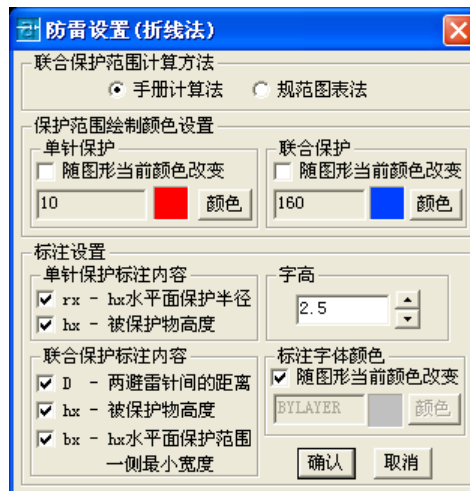 防雷设置(折线法)
联合保护范围计算方法
手册计算法 规范图表法
保护范围绘制颜色设置
单针保护
随图形当前颜色改变
10 颜色
联合保护
随图形当前颜色改变
160 颜色
标注设置
单针保护标注内容
rx - hx水平面保护半径
hx - 被保护物高度
字高
2.5
联合保护标注内容
D - 两避雷针间的距离
hx - 被保护物高度
bx - hx水平面保护范围
一侧最小宽度
标注字体颜色
随图形当前颜色改变
BYLAYER 颜色
确认 取消